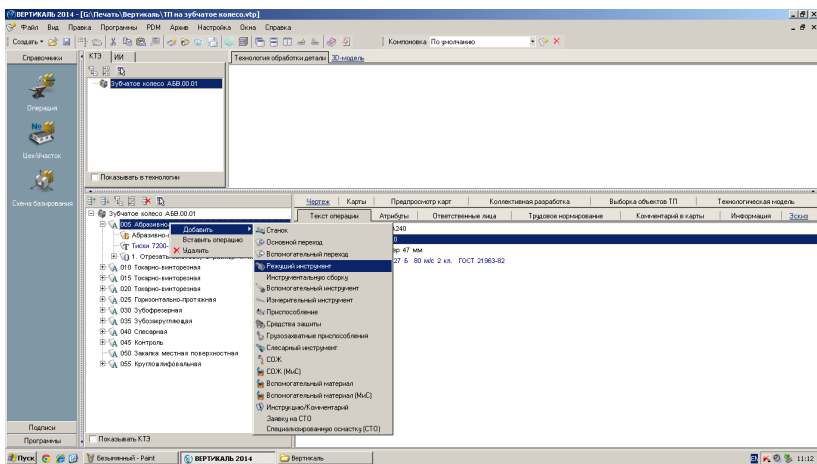 ВЕРТИКАЛЬ 2014 - [G:\Печать\Вертикаль\ТП на зубчатое колесо.vtp]
Файл Вид Правка Программы PDM Архив Настройка Окна Справка
Создать Компоновка По умолчанию
Справочники КТЭ ИИ Технология обработки детали 3D-модель
Зубчатое колесо АБВ.00.01
Операция
Цех\Участок
Показывать в технологии
Схема базирования
Чертеж Карты Предпросмотр карт Коллективная разработка Выборка объектов ТП Технологическая модель
Зубчатое колесо АБВ.00.01 Текст операции Атрибуты Ответственные лица Трудовое нормирование Комментарий в карты Информация Эскиз
005 Абразивно- Добавить Станок А240
Абразивно- Вставить операцию Основной переход 0
Тиски 7200- Удалить Вспомогательный переход ер 47 мм
1. Отрезать Режущий инструмент 27 Б 80 м/с 2 кл. ГОСТ 21963-82
010 Токарно-винторезная Инструментальную сборку
015 Токарно-винторезная Вспомогательный инструмент
020 Токарно-винторезная Измерительный инструмент
025 Горизонтально-протяжная Приспособление
030 Зубофрезерная Средства защиты
035 Зубозакругляющая Грузозахватные приспособления
040 Слесарная Слесарный инструмент
045 Контроль СОЖ
050 Закалка местная поверхностная СОЖ (МиС)
055 Круглошлифовальная Вспомогательный материал
Вспомогательный материал (МиС)
Инструкцию/Комментарий
Заявку на СТО
Подписи Специализированную оснастку (СТО)
Программы Показывать КТЭ
Пуск Безымянный - Paint ВЕРТИКАЛЬ 2014 Вертикаль EN 11:12